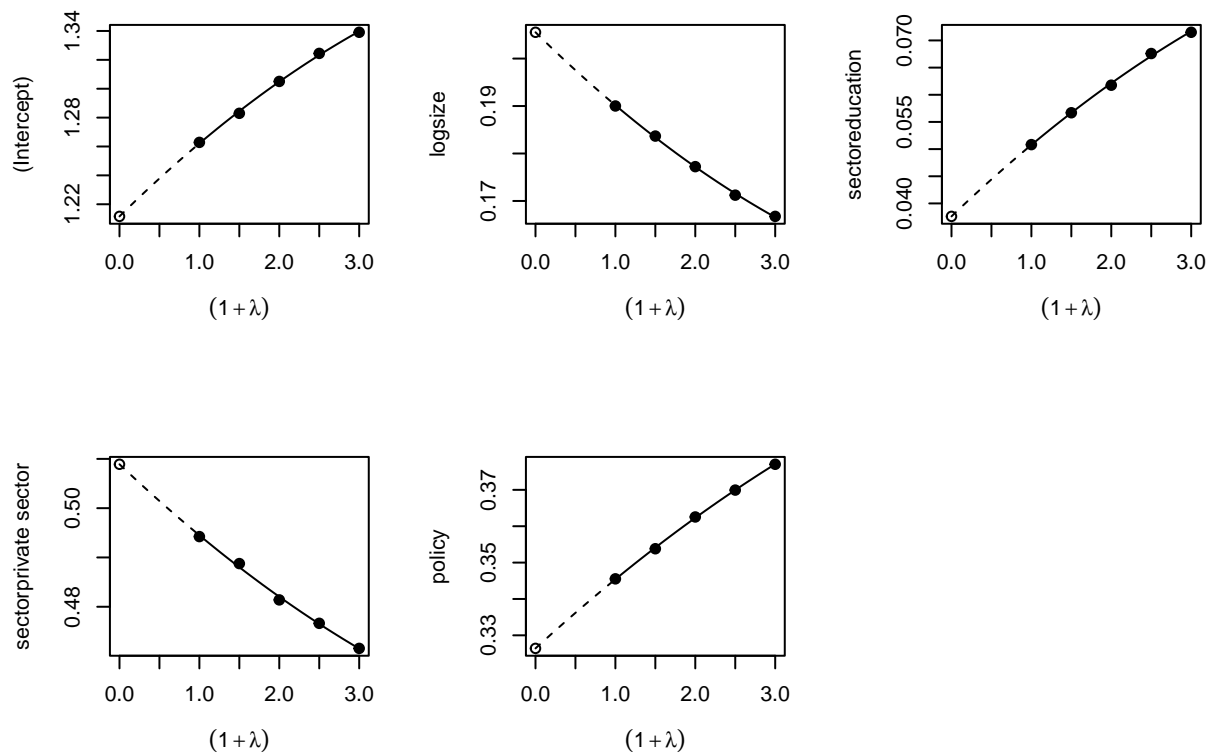 (Intercept)
1.22 1.28 1.34
0.0 1.0 2.0 3.0
(1 + λ)
logsize
0.17 0.19
0.0 1.0 2.0 3.0
(1 + λ)
sectoreducation
0.040 0.055 0.070
0.0 1.0 2.0 3.0
(1 + λ)
sectorprivate sector
0.48 0.50
0.0 1.0 2.0 3.0
(1 + λ)
policy
0.33 0.35 0.37
0.0 1.0 2.0 3.0
(1 + λ)